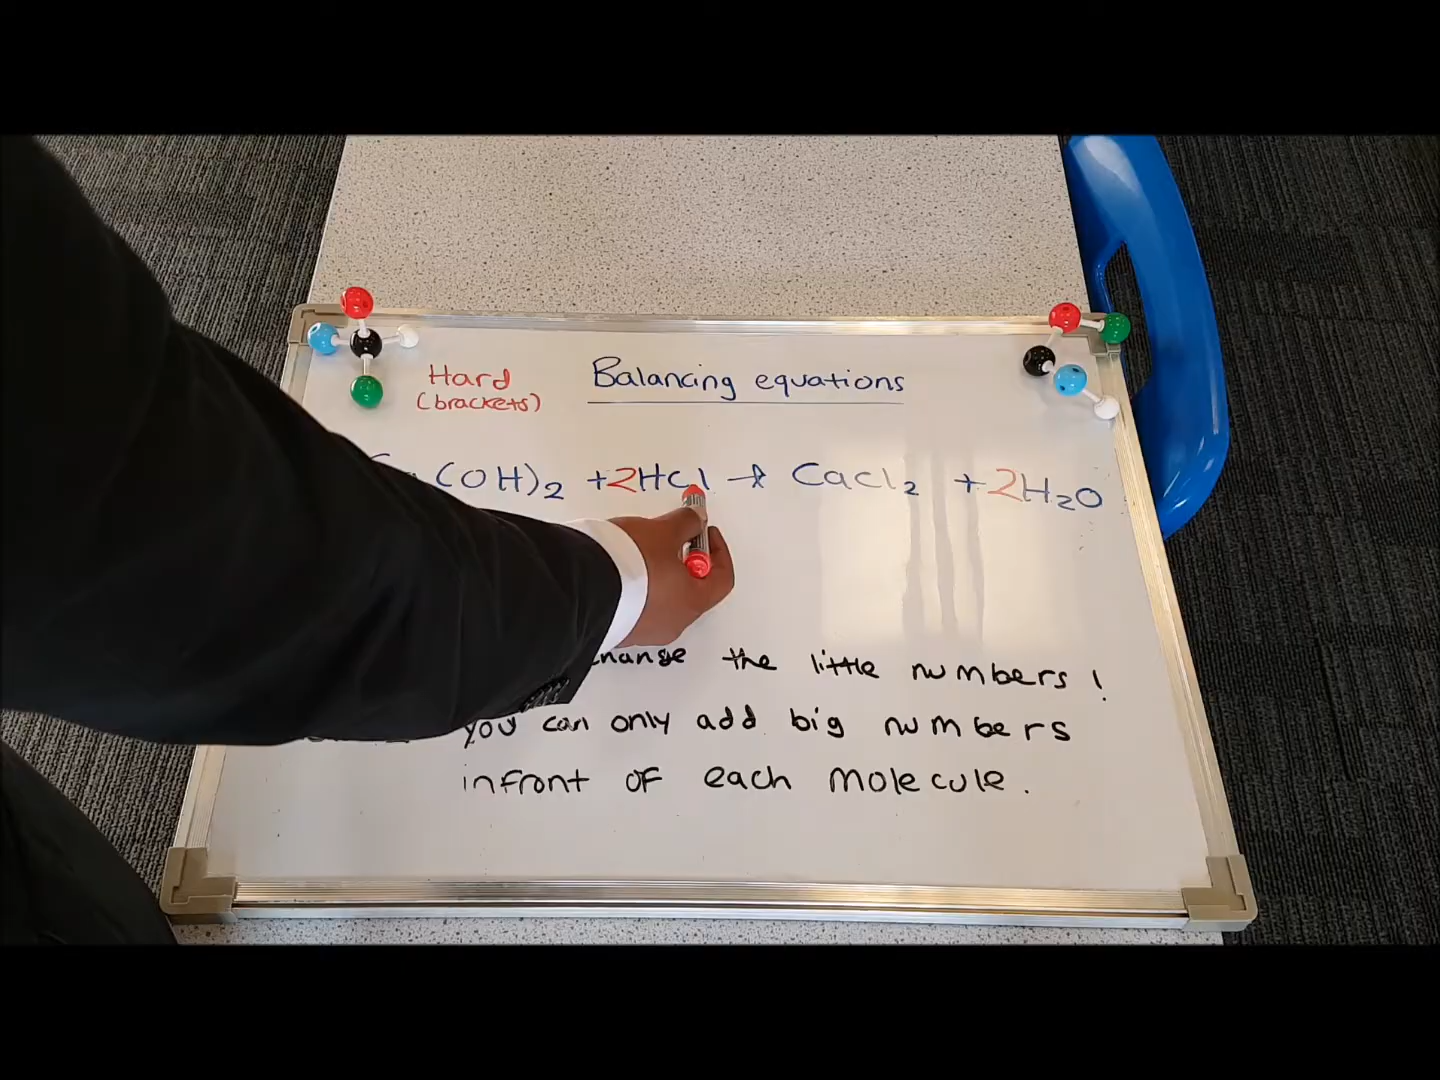 Hard
(brackets)
Balancing equations
Ca(OH)₂ + 2HCl → CaCl₂ + 2H₂O
change the little numbers!
you can only add big numbers
infront of each molecule.